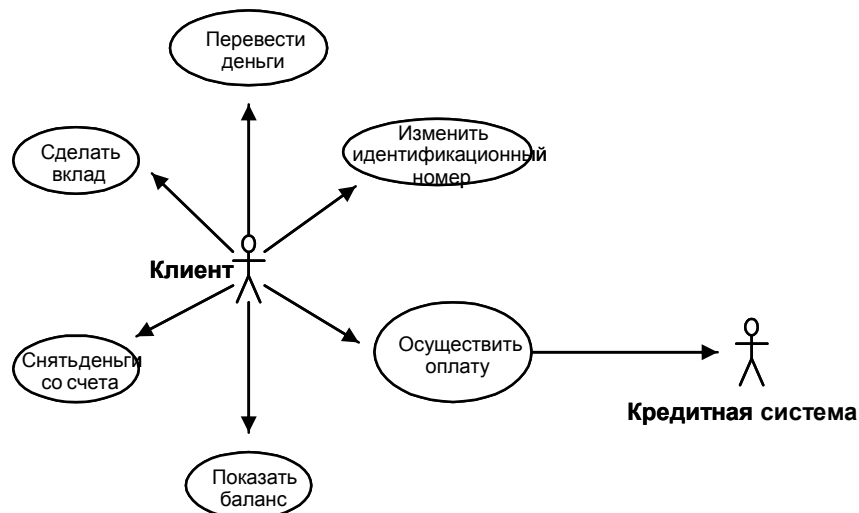 Перевести
деньги
Изменить
идентификационный
номер
Сделать
вклад
Клиент
Снятьденьги
со счета
Осуществить
оплату
Кредитная система
Показать
баланс